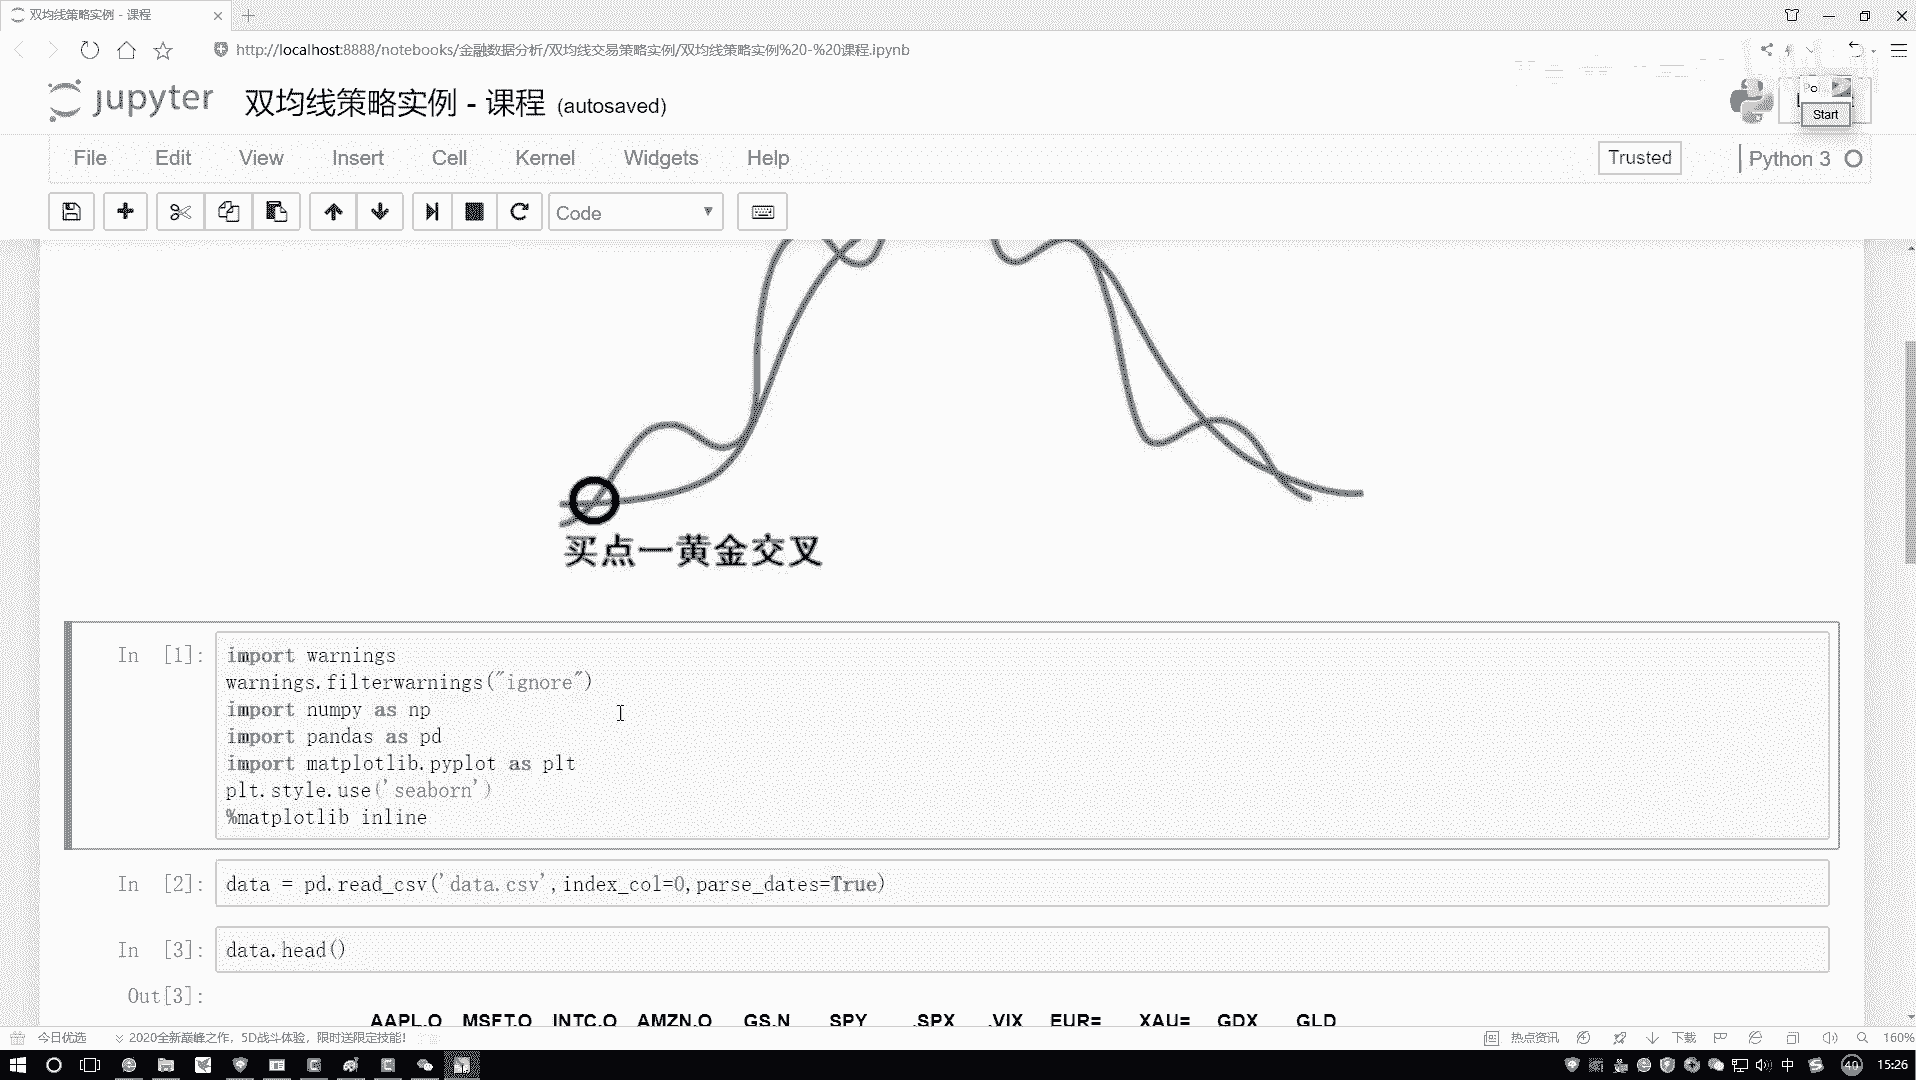 双均线策略实例 - 课程
http://localhost:8888/notebooks/金融数据分析/双均线交易策略实例/双均线策略实例%20-%20课程.ipynb
jupyter 双均线策略实例 - 课程 (autosaved)
Start
File Edit View Insert Cell Kernel Widgets Help Trusted Python 3
Code
买点一黄金交叉
In [1]: import warnings
warnings.filterwarnings("ignore")
import numpy as np
import pandas as pd
import matplotlib.pyplot as plt
plt.style.use('seaborn')
%matplotlib inline
In [2]: data = pd.read_csv('data.csv',index_col=0,parse_dates=True)
In [3]: data.head()
Out[3]:
AAPL.O MSFT.O INTC.O AMZN.O GS.N SPY .SPX .VIX EUR= XAU= GDX GLD
今日优选 2020全新巅峰之作，5D战斗体验，限时送限定技能！ 热点资讯 下载 160%
中 40 15:26